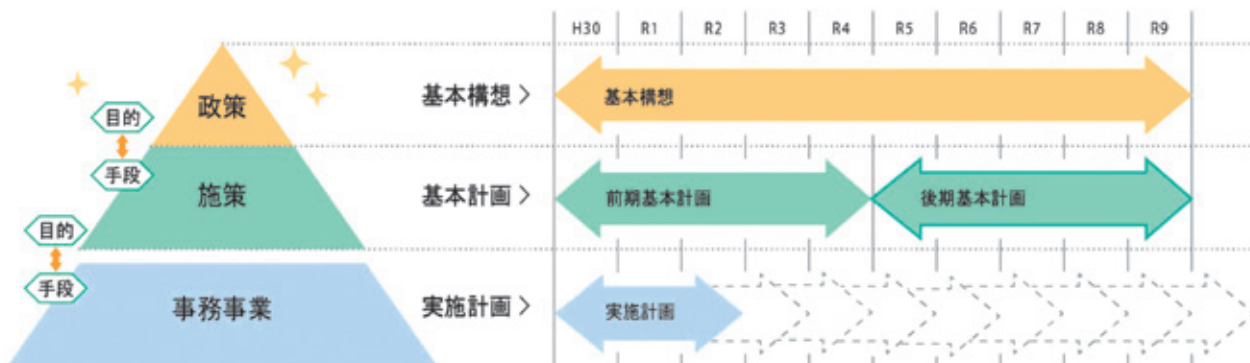 H30 R1 R2 R3 R4 R5 R6 R7 R8 R9
政策
基本構想 >
基本構想
目的
手段
施策
基本計画 >
前期基本計画
後期基本計画
目的
手段
事務事業
実施計画 >
実施計画